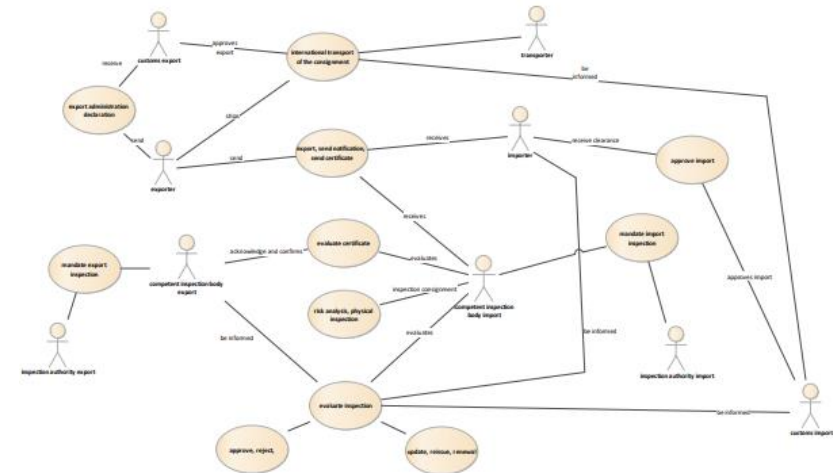 customs export
receive
approves
export
international transport
of the consignment
transporter
be
informed
export administration
declaration
send
exporter
ships
send
export, send notification,
send certificate
receives
importer
receive clearance
approve import
receives
mandate export
inspection
competent inspection body
export
acknowledge and confirms
evaluate certificate
evaluates
inspection consignment
risk analysis, physical
inspection
competent inspection
body import
mandate import
inspection
approves import
inspection authority export
be informed
evaluates
be informed
inspection authority import
evaluate inspection
be informed
customs import
approve, reject,
update, reissue, renewal